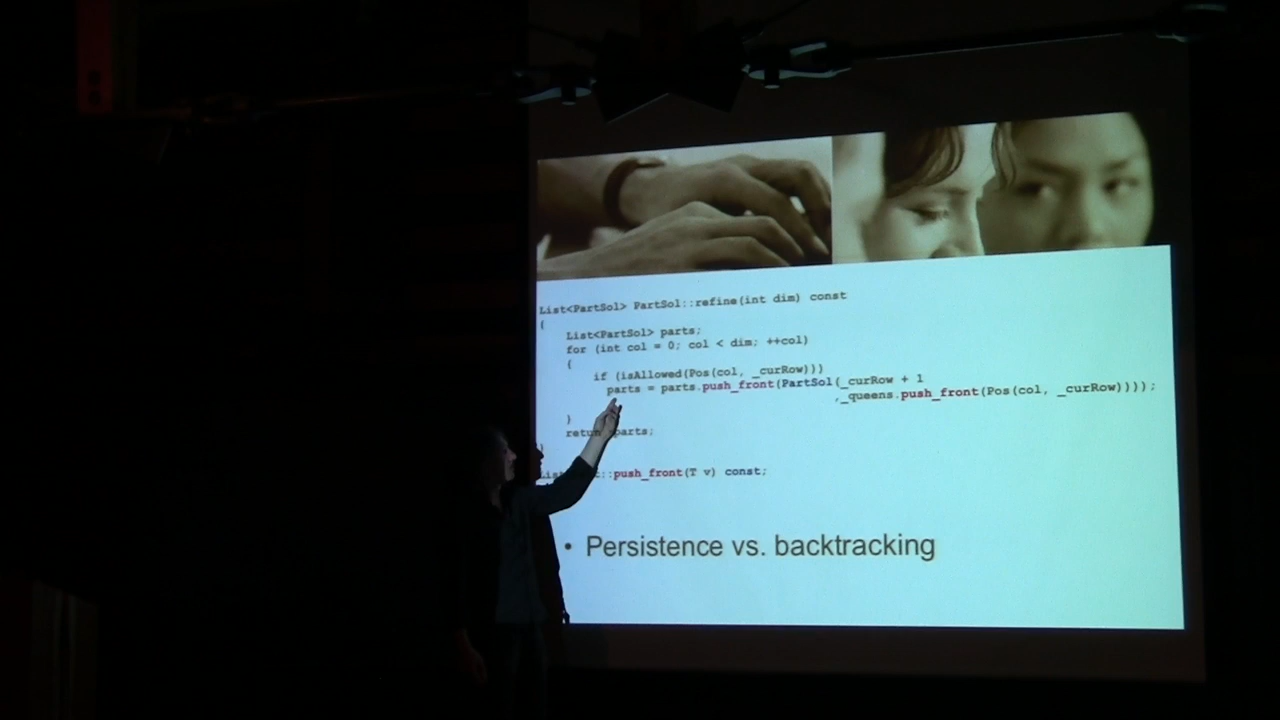 List<PartSol> PartSol::refine(int dim) const
{
List<PartSol> parts;
for (int col = 0; col < dim; ++col)
{
if (isAllowed(Pos(col, _curRow)))
parts = parts.push_front(PartSol(_curRow + 1
,_queens.push_front(Pos(col, _curRow))));
}
parts;
}
::push_front(T v) const;
• Persistence vs. backtracking